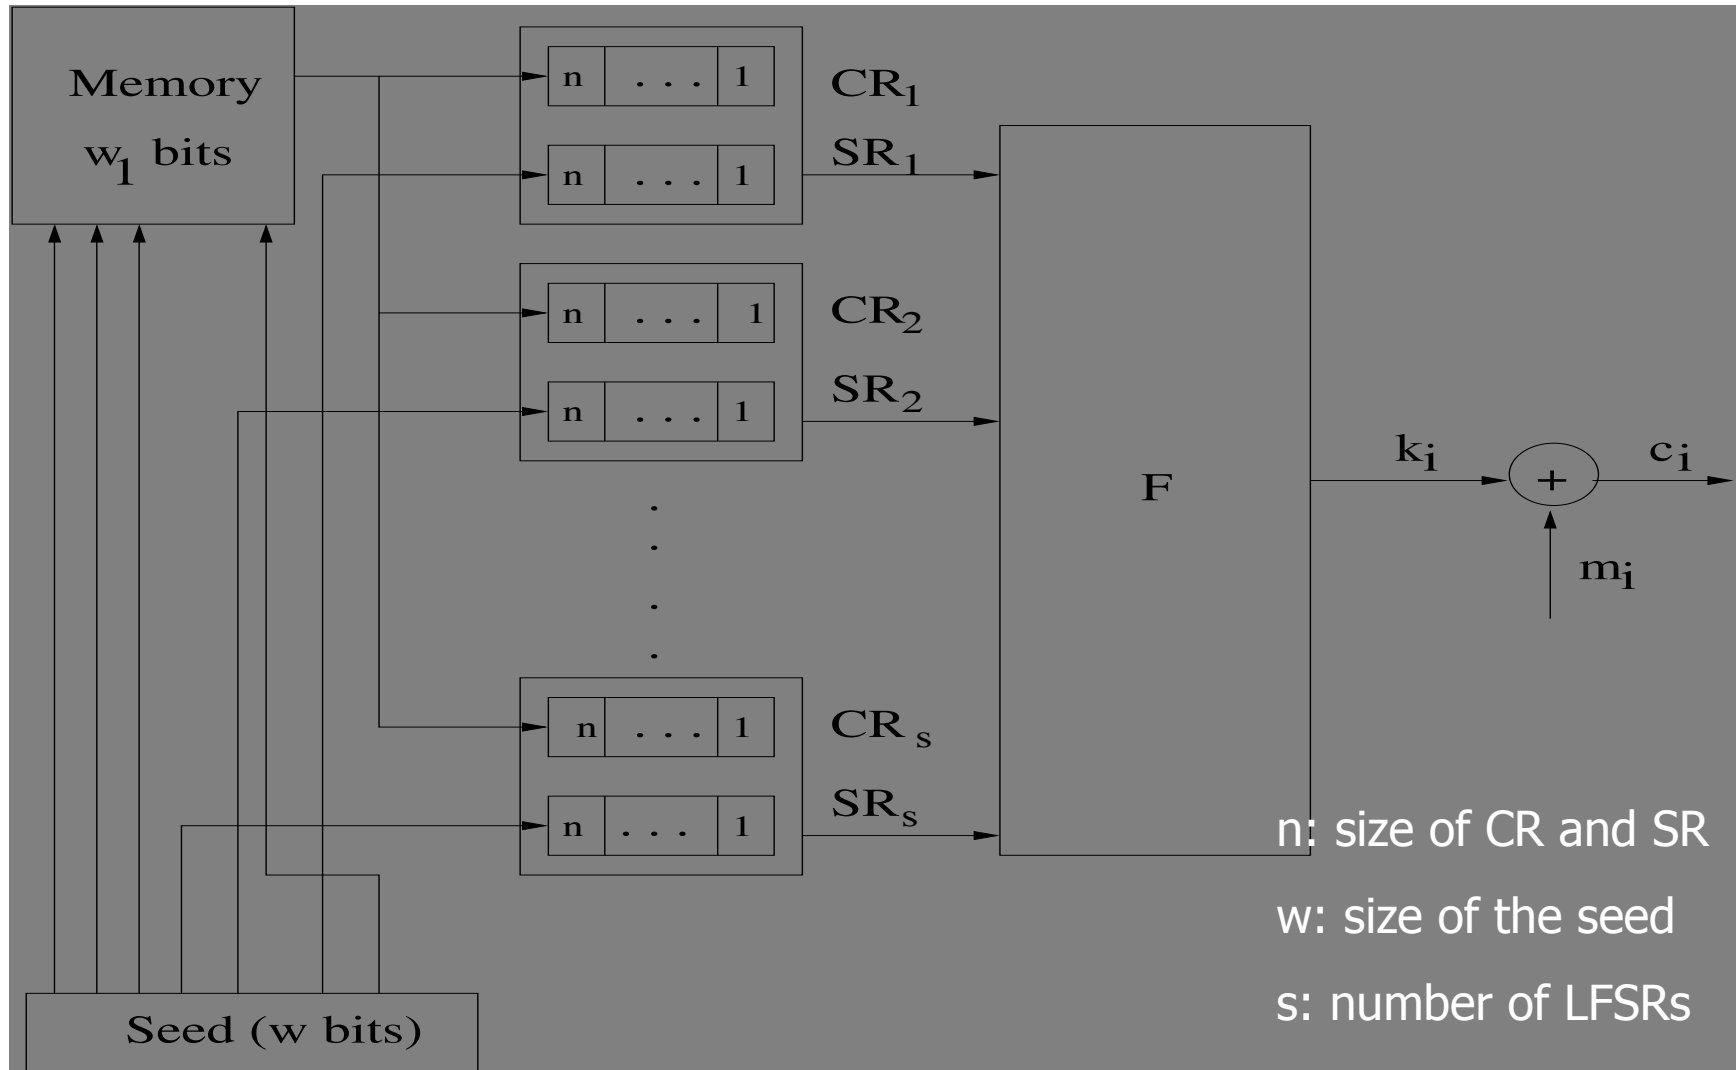 Memory
w1 bits
n . . . 1
CR1
n . . . 1
SR1
n . . . 1
CR2
n . . . 1
SR2
F
ki
+
ci
mi
n . . . 1
CR s
n . . . 1
SRs
n: size of CR and SR
w: size of the seed
s: number of LFSRs
Seed (w bits)